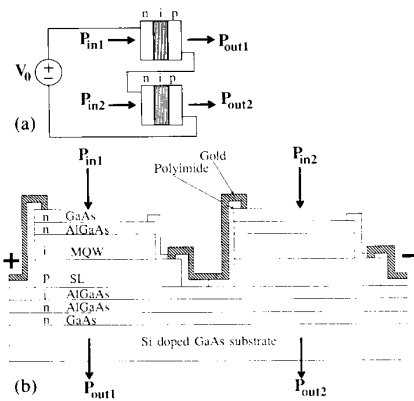 n i p
P_in1
P_out1
V_0
+
−
n i p
P_in2
P_out2
(a)
P_in1
Gold
Polyimide
P_in2
n GaAs
n AlGaAs
i MQW
p SL
i AlGaAs
n AlGaAs
n GaAs
+
−
Si doped GaAs substrate
(b)
P_out1
P_out2